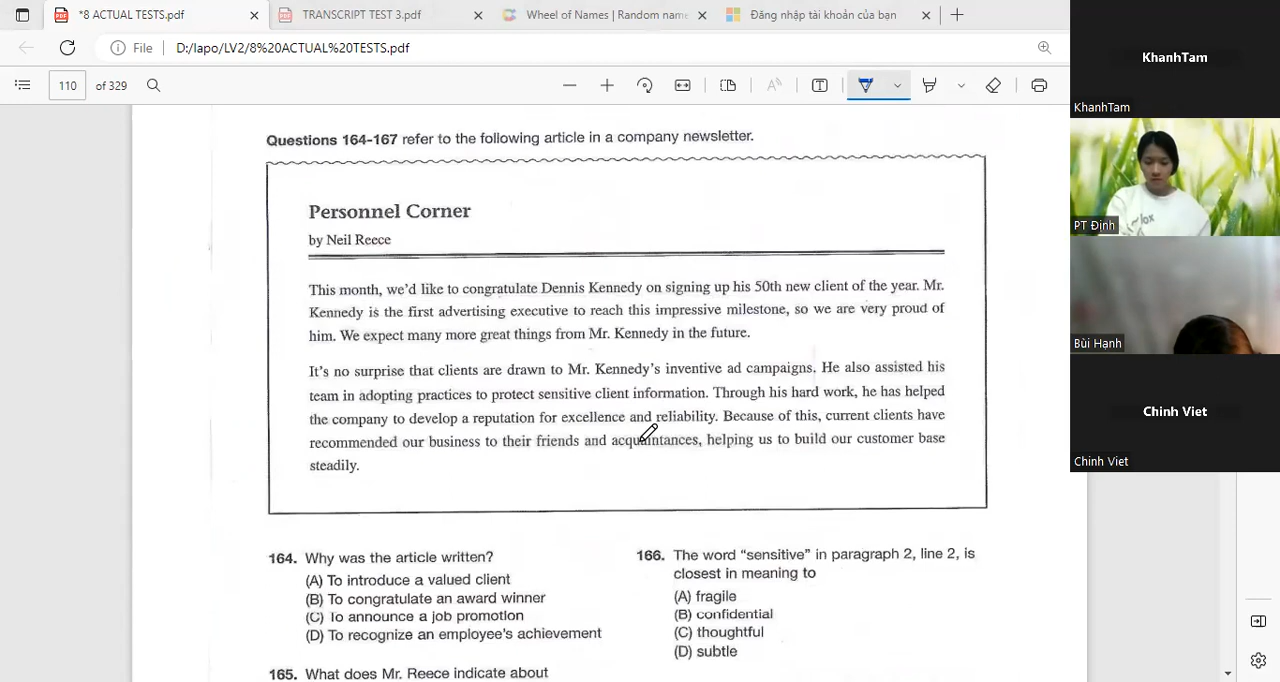 *8 ACTUAL TESTS.pdf
TRANSCRIPT TEST 3.pdf
Wheel of Names | Random name
Đăng nhập tài khoản của bạn
File
D:/lapo/LV2/8%20ACTUAL%20TESTS.pdf
110 of 329
Questions 164-167 refer to the following article in a company newsletter.
Personnel Corner
by Neil Reece
This month, we'd like to congratulate Dennis Kennedy on signing up his 50th new client of the year. Mr.
Kennedy is the first advertising executive to reach this impressive milestone, so we are very proud of
him. We expect many more great things from Mr. Kennedy in the future.
It's no surprise that clients are drawn to Mr. Kennedy's inventive ad campaigns. He also assisted his
team in adopting practices to protect sensitive client information. Through his hard work, he has helped
the company to develop a reputation for excellence and reliability. Because of this, current clients have
recommended our business to their friends and acquaintances, helping us to build our customer base
steadily.
164. Why was the article written?
(A) To introduce a valued client
(B) To congratulate an award winner
(C) To announce a job promotion
(D) To recognize an employee's achievement
165. What does Mr. Reece indicate about
166. The word "sensitive" in paragraph 2, line 2, is
closest in meaning to
(A) fragile
(B) confidential
(C) thoughtful
(D) subtle
KhanhTam
KhanhTam
PT Định
Bùi Hạnh
Chinh Viet
Chinh Viet